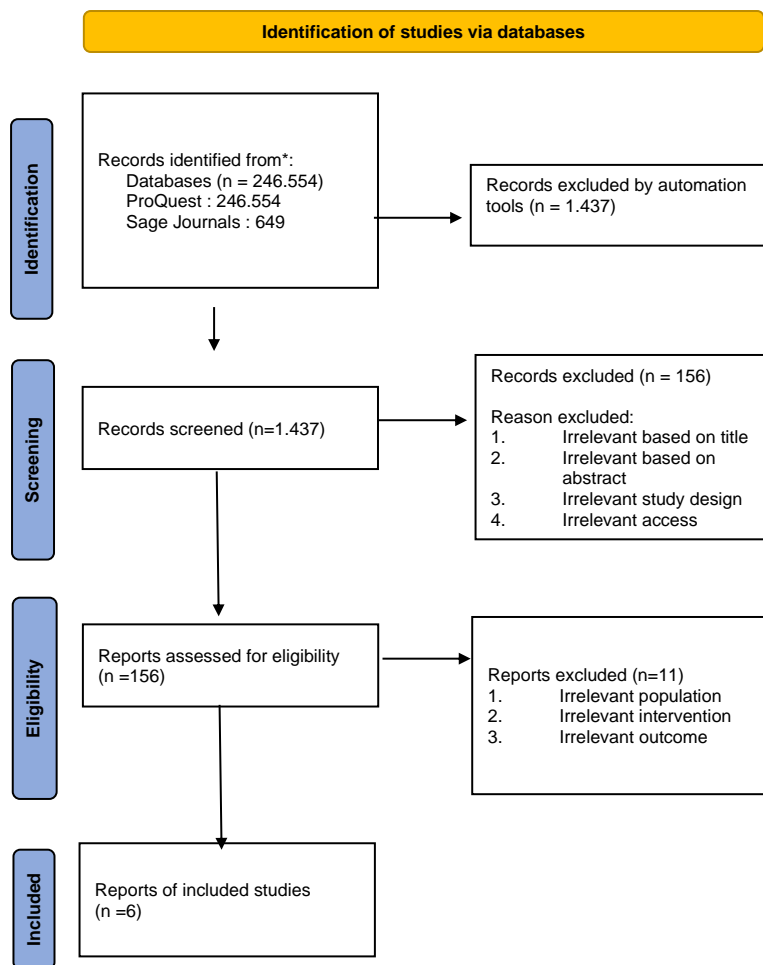 Identification of studies via databases
Identification
Records identified from*:
Databases (n = 246.554)
ProQuest : 246.554
Sage Journals : 649
Records excluded by automation
tools (n = 1.437)
Screening
Records screened (n=1.437)
Records excluded (n = 156)
Reason excluded:
1. Irrelevant based on title
2. Irrelevant based on
abstract
3. Irrelevant study design
4. Irrelevant access
Eligibility
Reports assessed for eligibility
(n =156)
Reports excluded (n=11)
1. Irrelevant population
2. Irrelevant intervention
3. Irrelevant outcome
Included
Reports of included studies
(n =6)